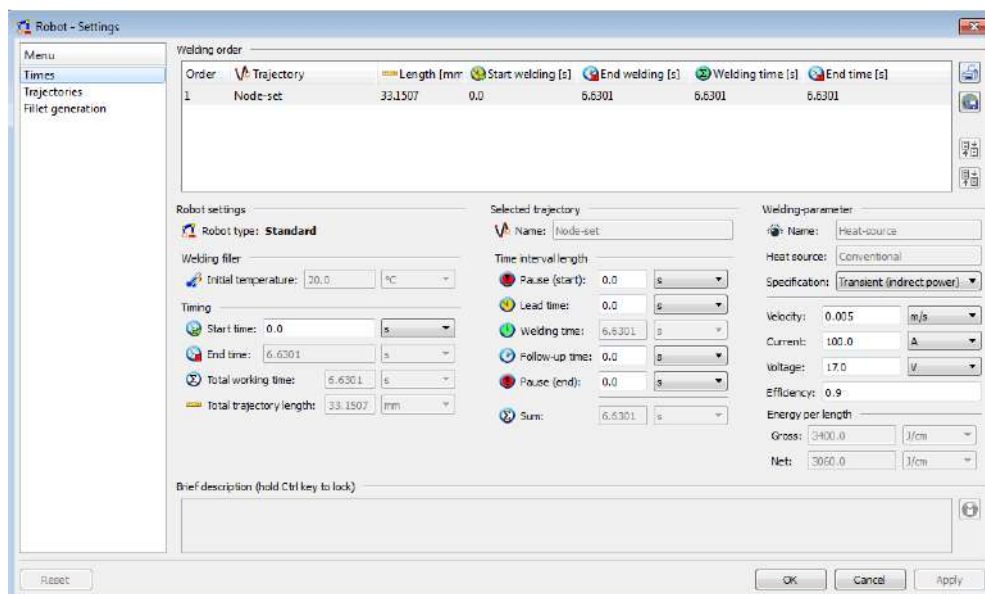 Robot - Settings
Menu
Times
Trajectories
Fillet generation
Welding order
Order Trajectory Length [mm Start welding [s] End welding [s] Welding time [s] End time [s]
1 Node-set 33.1507 0.0 6.6301 6.6301 6.6301
Robot settings
Robot type: Standard
Welding filler
Initial temperature: 20.0 °C
Timing
Start time: 0.0 s
End time: 6.6301 s
Total working time: 6.6301 s
Total trajectory length: 33.1507 mm
Selected trajectory
Name: Node-set
Time interval length
Pause (start): 0.0 s
Lead time: 0.0 s
Welding time: 6.6301 s
Follow-up time: 0.0 s
Pause (end): 0.0 s
Sum: 6.6301 s
Welding-parameter
Name: Heat-source
Heat source: Conventional
Specification: Transient (indirect power)
Velocity: 0.005 m/s
Current: 100.0 A
Voltage: 17.0 V
Efficiency: 0.9
Energy per length
Gross: 3400.0 J/cm
Net: 3060.0 J/cm
Brief description (hold Ctrl key to lock)
Reset OK Cancel Apply